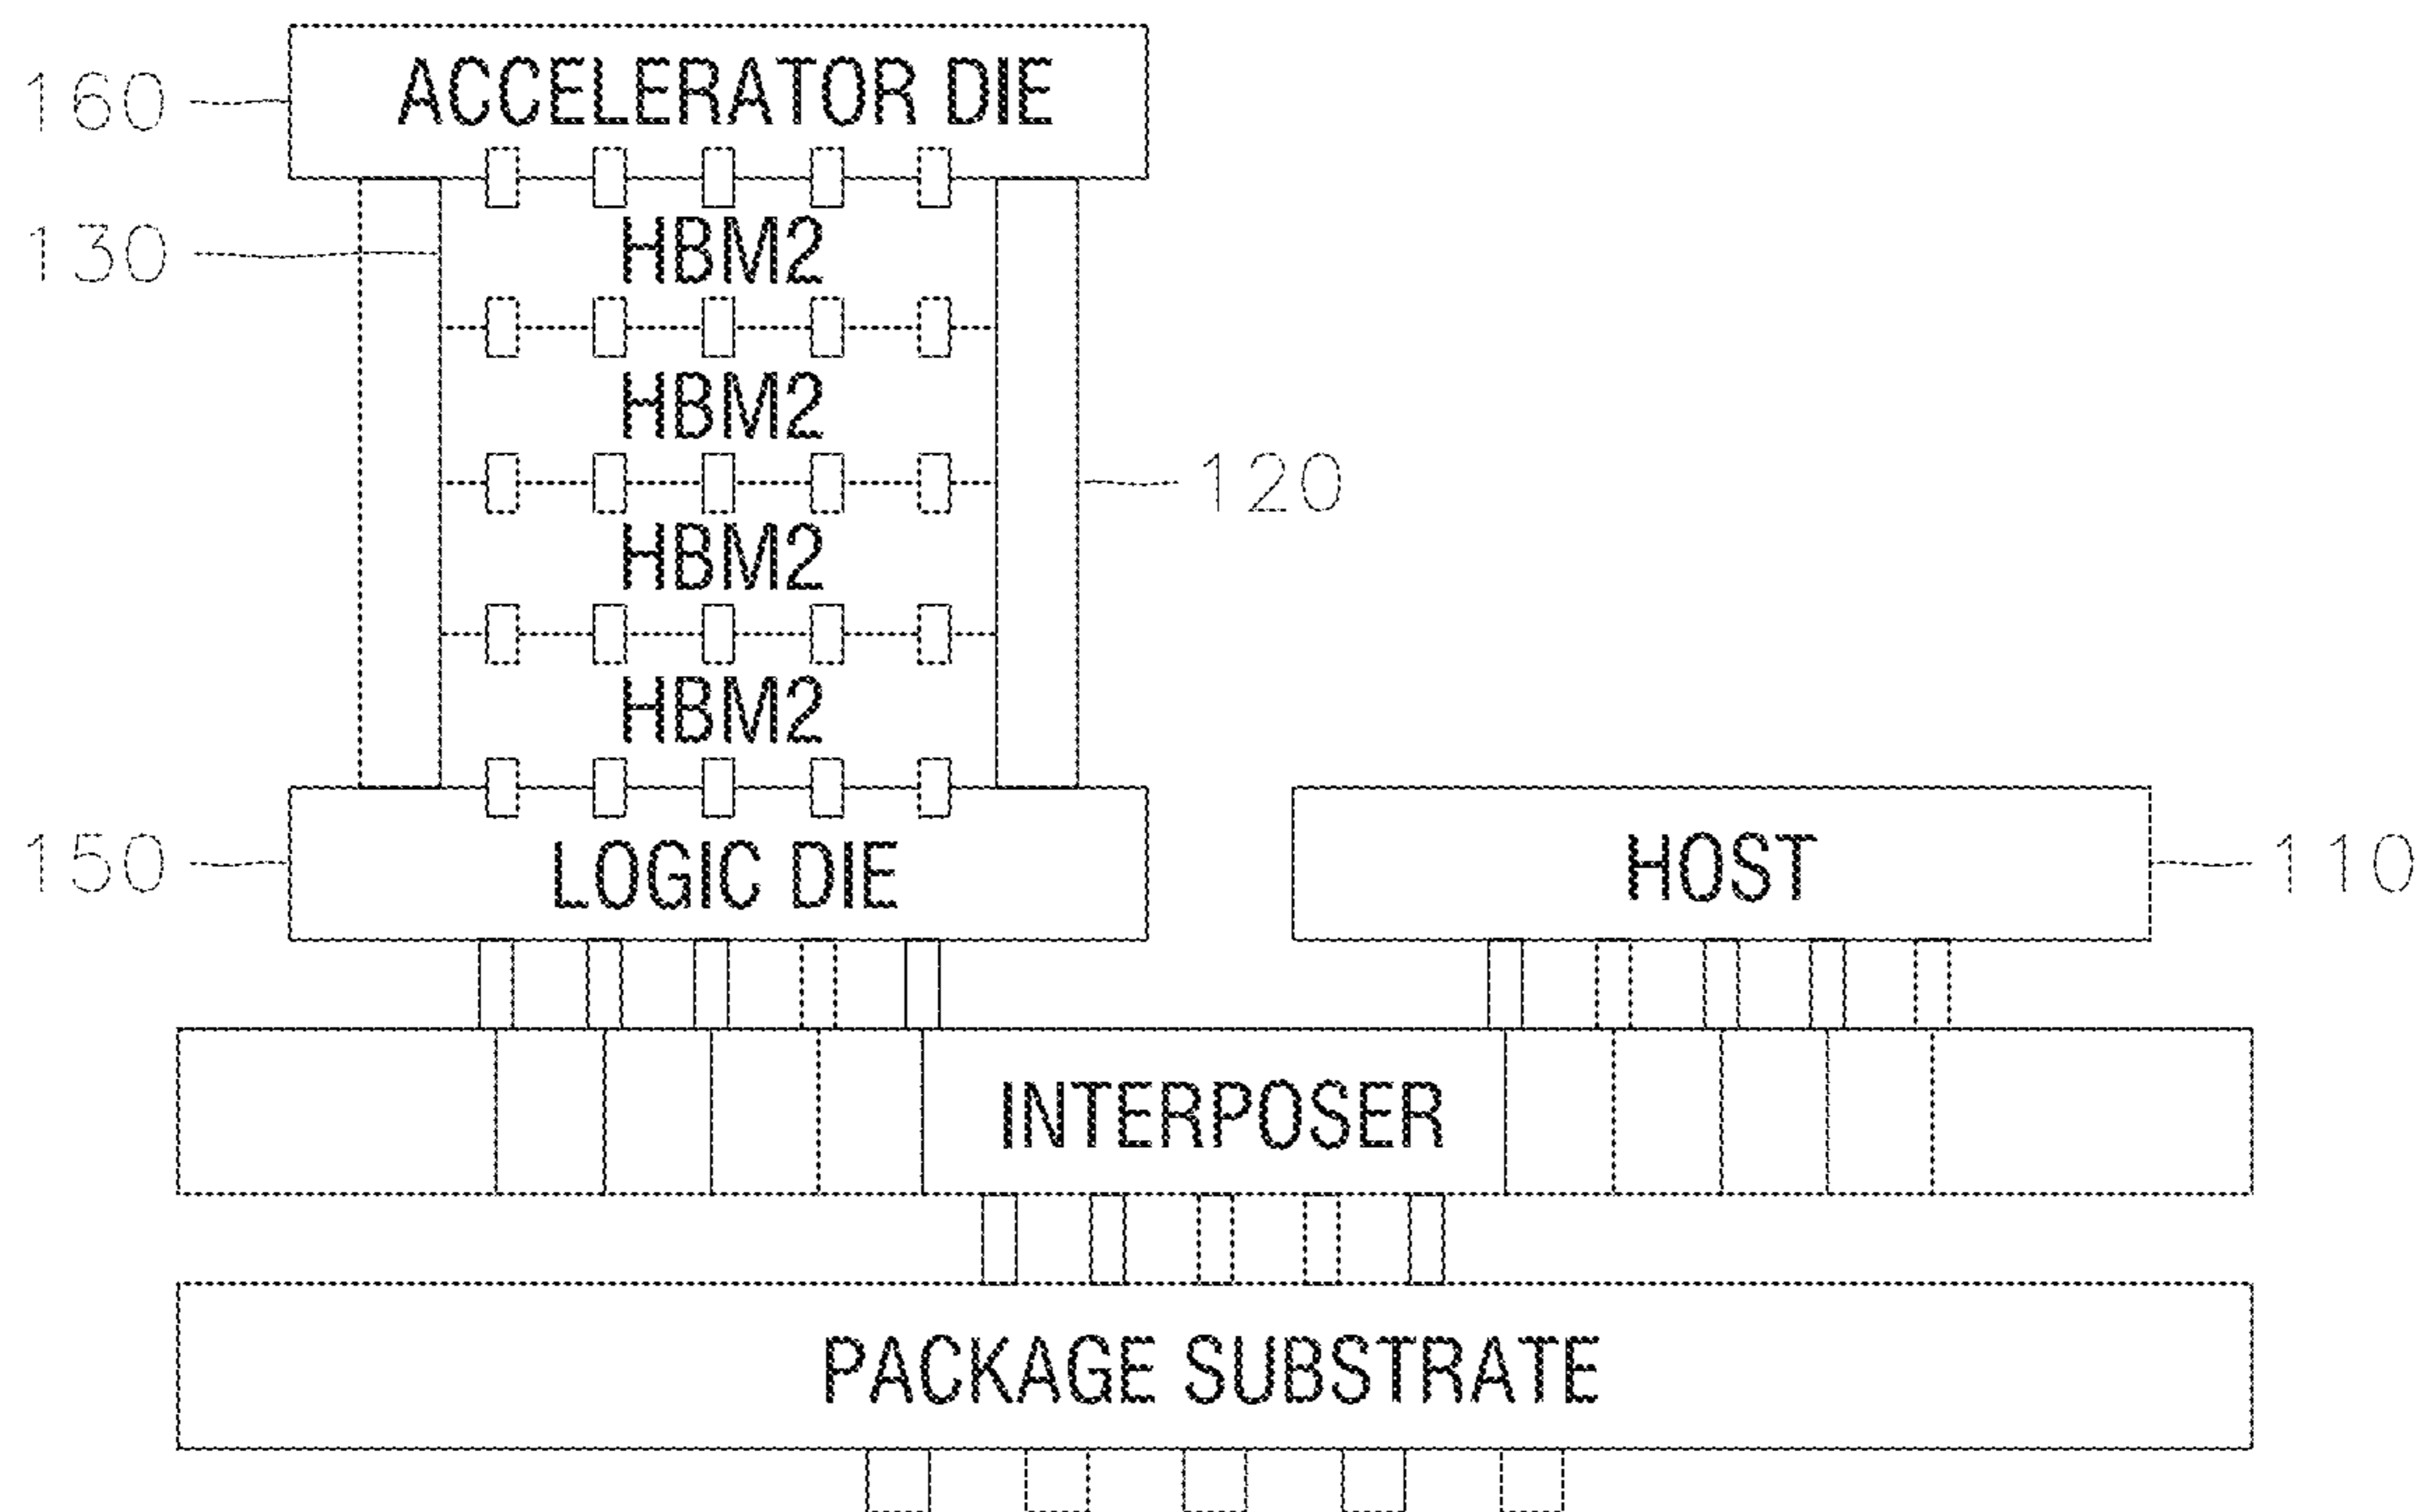 160
ACCELERATOR DIE
130
HBM2
HBM2
120
HBM2
HBM2
150
LOGIC DIE
HOST
110
INTERPOSER
PACKAGE SUBSTRATE